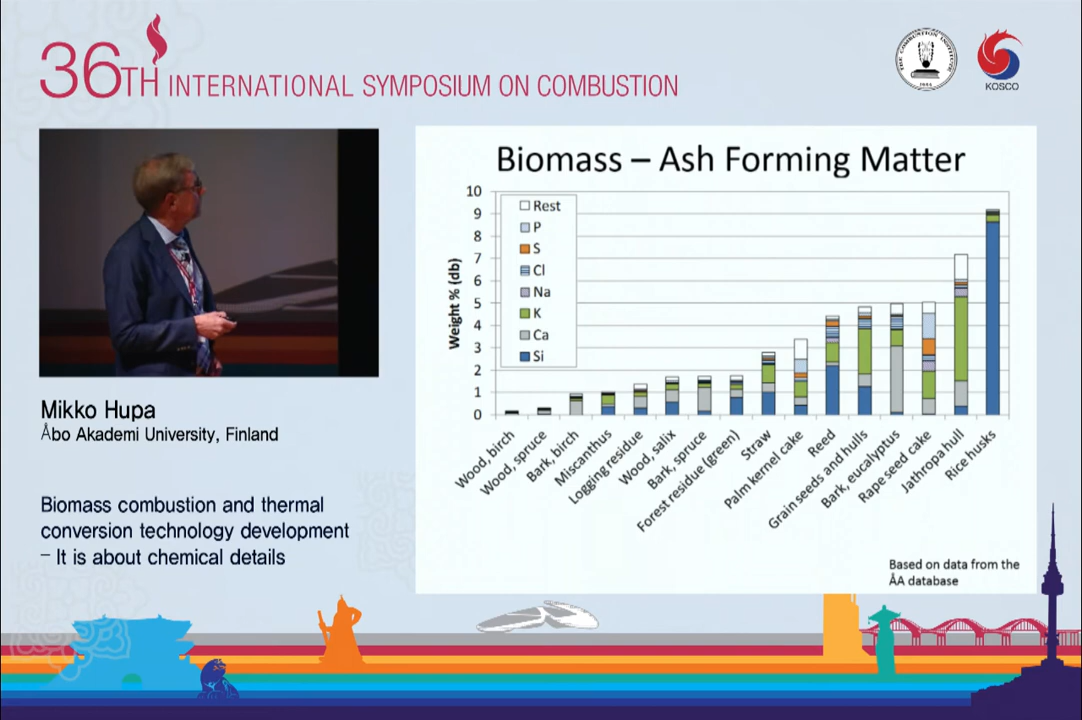 36TH INTERNATIONAL SYMPOSIUM ON COMBUSTION
THE COMBUSTION INSTITUTE
KOSCO
Mikko Hupa
Åbo Akademi University, Finland
Biomass combustion and thermal
conversion technology development
– It is about chemical details
Biomass – Ash Forming Matter
Weight % (db)
10
9
8
7
6
5
4
3
2
1
0
Rest
P
S
Cl
Na
K
Ca
Si
Wood, birch
Wood, spruce
Bark, birch
Miscanthus
Logging residue
Wood, salix
Bark, spruce
Forest residue (green)
Straw
Palm kernel cake
Reed
Grain seeds and hulls
Bark, eucalyptus
Rape seed cake
Jathropa hull
Rice husks
Based on data from the
ÅA database